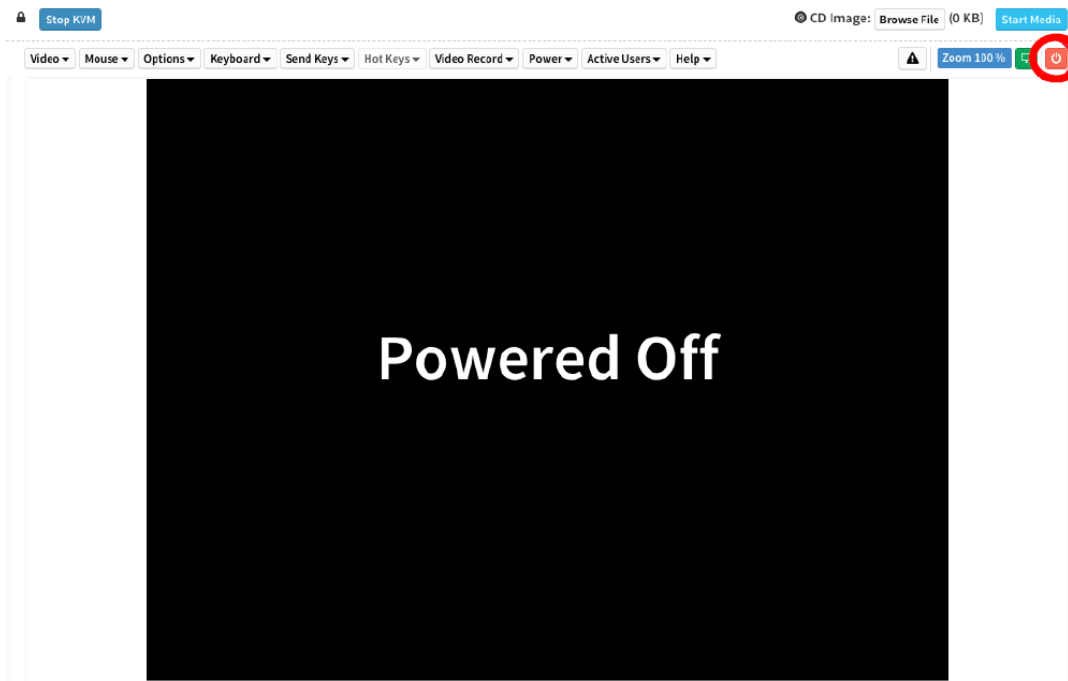 Stop KVM CD Image: Browse File (0 KB) Start Media
Video Mouse Options Keyboard Send Keys Hot Keys Video Record Power Active Users Help Zoom 100 %
Powered Off